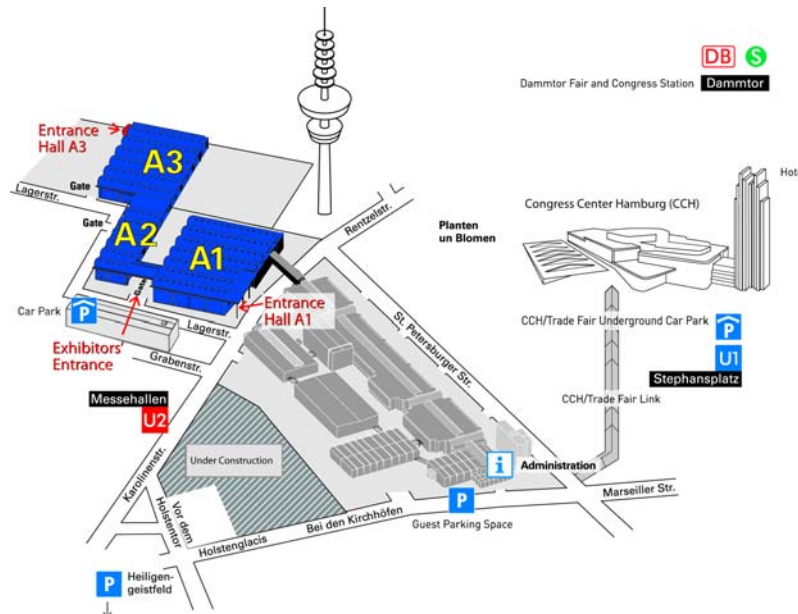 DB
S
Dammtor Fair and Congress Station
Dammtor
Entrance
Hall A3
A3
Hote
Congress Center Hamburg (CCH)
Gate
Lagerstr.
Gate
A2
A1
Rentzelstr.
Planten
un Blomen
Gate
Entrance
Hall A1
Car Park
P
Lagerstr.
Exhibitors
Entrance
Grabenstr.
St. Petersburger Str.
CCH/Trade Fair Underground Car Park
P
U1
Stephansplatz
Messehallen
U2
CCH/Trade Fair Link
Karolinenstr.
Under Construction
i
Administration
Marseiller Str.
P
Guest Parking Space
Bei den Kirchhöfen
Vor dem
Holstentor
Holstenglacis
P
Heiligen-
geistfeld